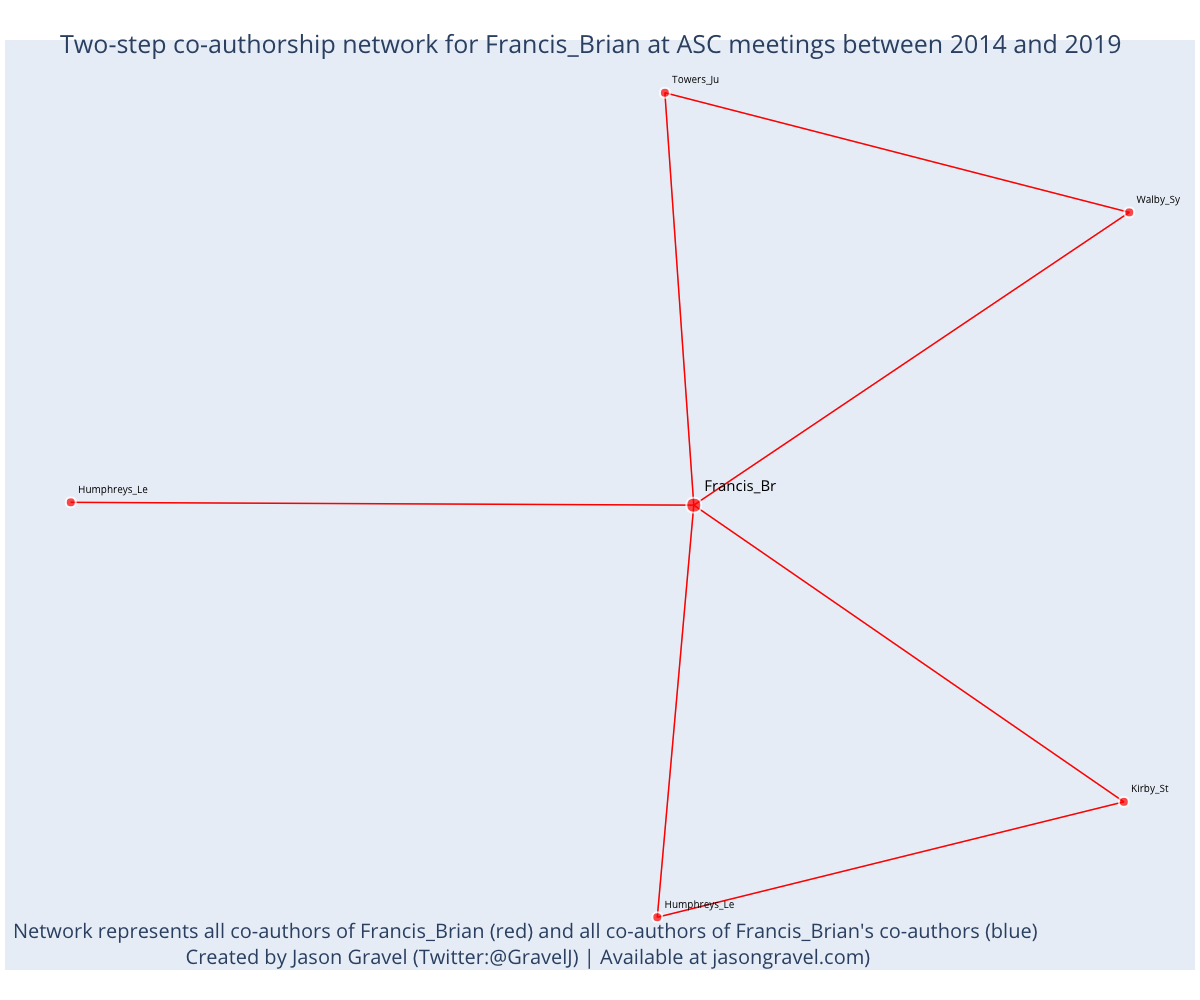 Two-step co-authorship network for Francis_Brian at ASC meetings between 2014 and 2019
Towers_Ju
Walby_Sy
Francis_Br
Humphreys_Le
Kirby_St
Humphreys_Le
Network represents all co-authors of Francis_Brian (red) and all co-authors of Francis_Brian's co-authors (blue)
Created by Jason Gravel (Twitter:@GravelJ) | Available at jasongravel.com)